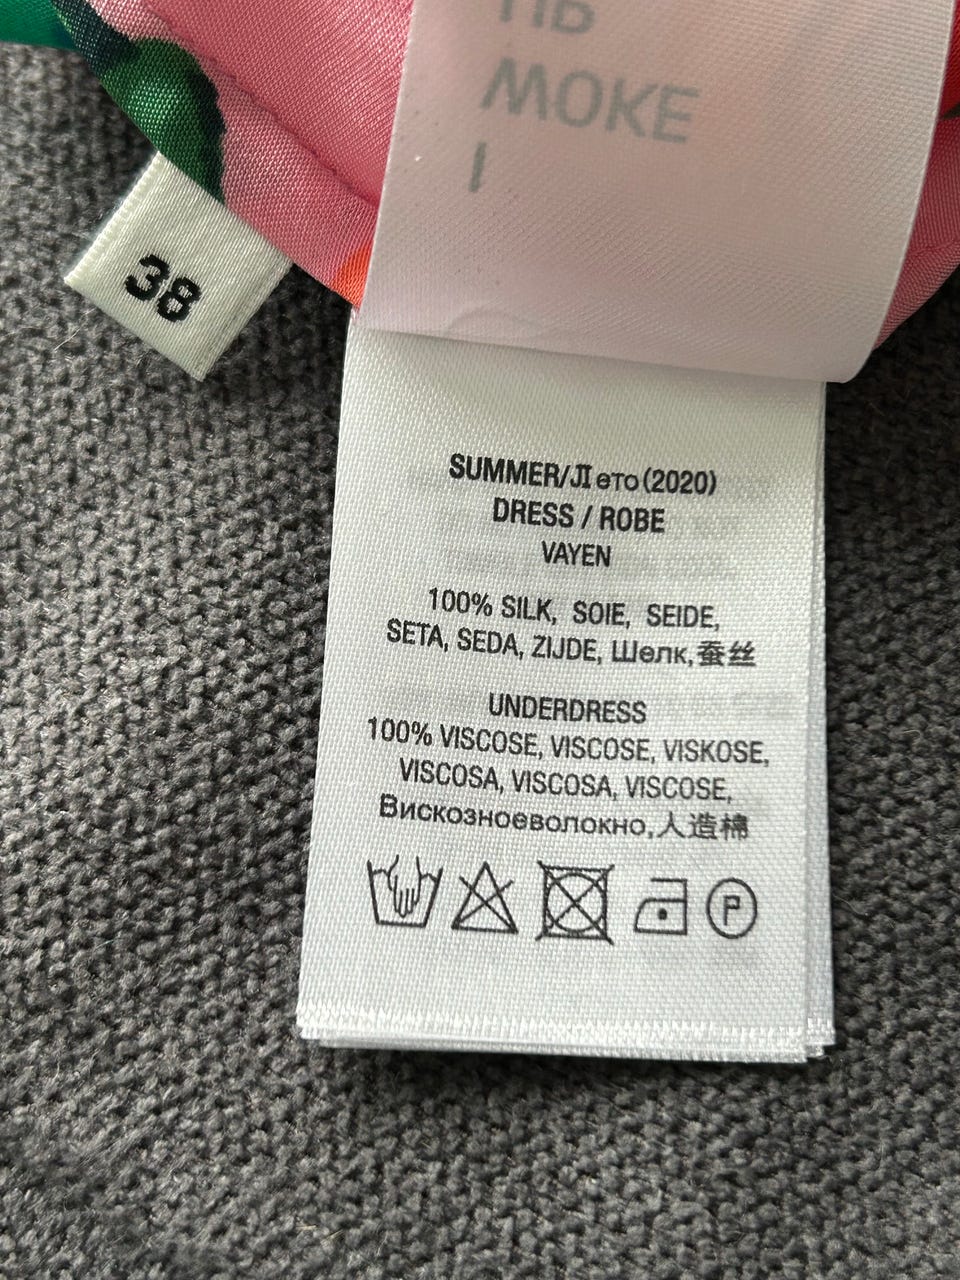 WOKE
I
38
SUMMER/Лето (2020)
DRESS / ROBE
VAYEN
100% SILK, SOIE, SEIDE,
SETA, SEDA, ZIJDE, Шелк,蚕丝
UNDERDRESS
100% VISCOSE, VISCOSE, VISKOSE,
VISCOSA, VISCOSA, VISCOSE,
Вискозноеволокно,人造棉
P